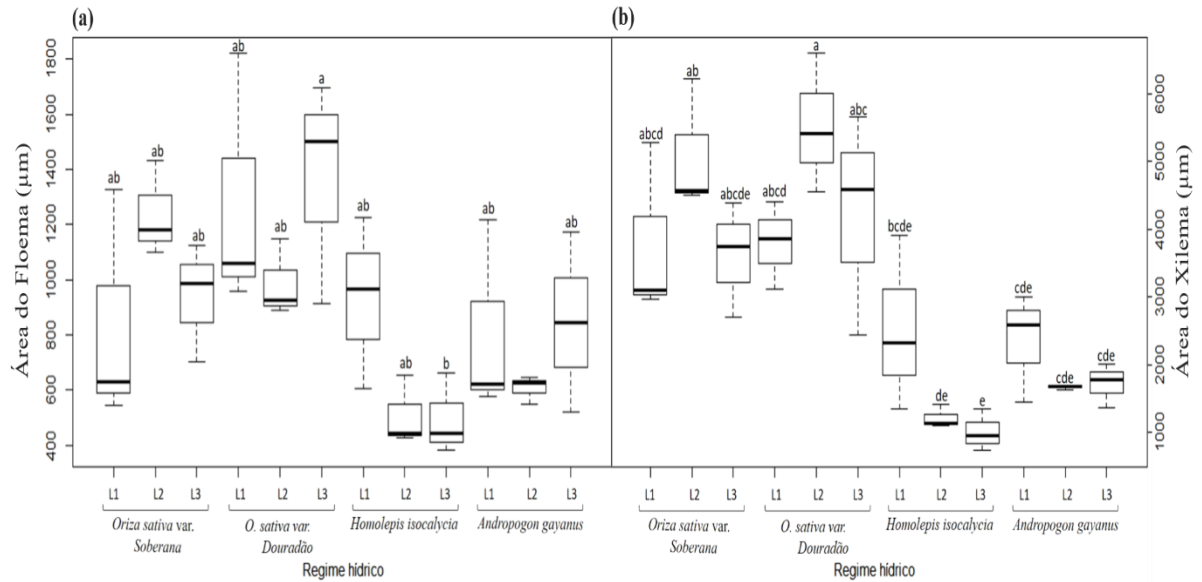 (a)
(b)
Área do Floema (µm)
1800
1600
1400
1200
1000
800
600
400
ab
ab
ab
ab
ab
a
ab
ab
b
ab
ab
ab
abcd
ab
abcde
abcd
a
abc
bcde
de
e
cde
cde
cde
6000
5000
4000
3000
2000
1000
Área do Xilema (µm)
L1 L2 L3 L1 L2 L3 L1 L2 L3 L1 L2 L3
L1 L2 L3 L1 L2 L3 L1 L2 L3 L1 L2 L3
Oriza sativa var. Soberana
O. sativa var. Douradão
Homolepis isocalycia
Andropogon gayanus
Oriza sativa var. Soberana
O. sativa var. Douradão
Homolepis isocalycia
Andropogon gayanus
Regime hídrico
Regime hídrico